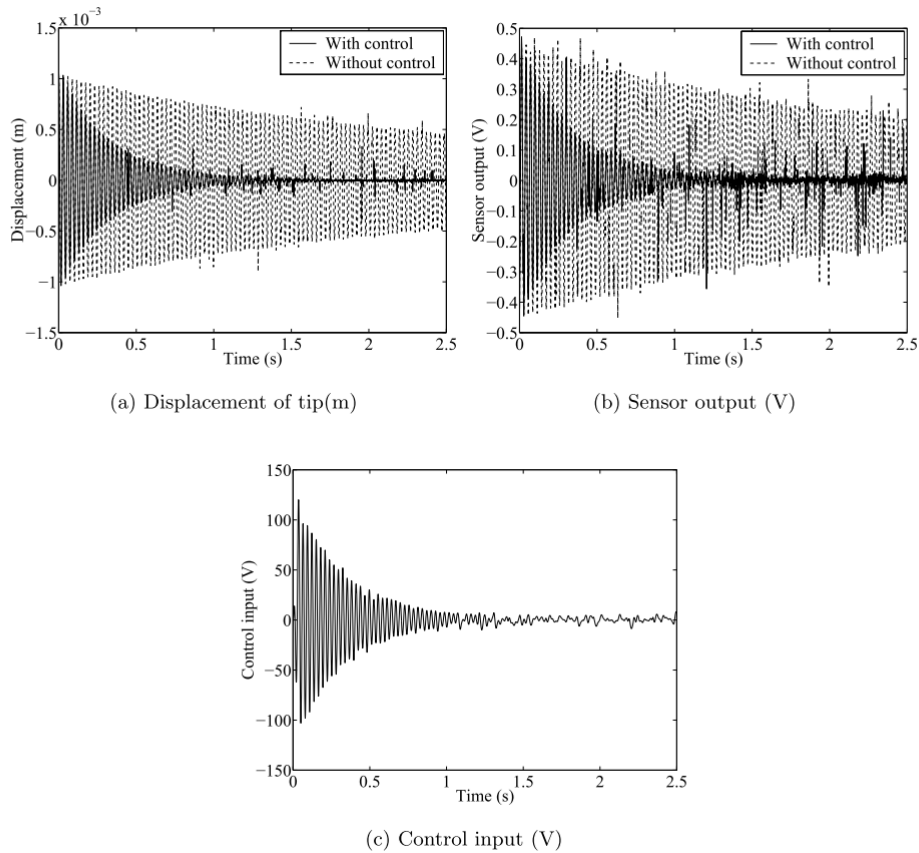 x 10⁻³
1.5
1
0.5
0
−0.5
−1
−1.5
Displacement (m)
With control
Without control
0 0.5 1 1.5 2 2.5
Time (s)
(a) Displacement of tip(m)
0.5
0.4
0.3
0.2
0.1
0
−0.1
−0.2
−0.3
−0.4
−0.5
Sensor output (V)
With control
Without control
0 0.5 1 1.5 2 2.5
Time (s)
(b) Sensor output (V)
150
100
50
0
−50
−100
−150
Control input (V)
0 0.5 1 1.5 2 2.5
Time (s)
(c) Control input (V)